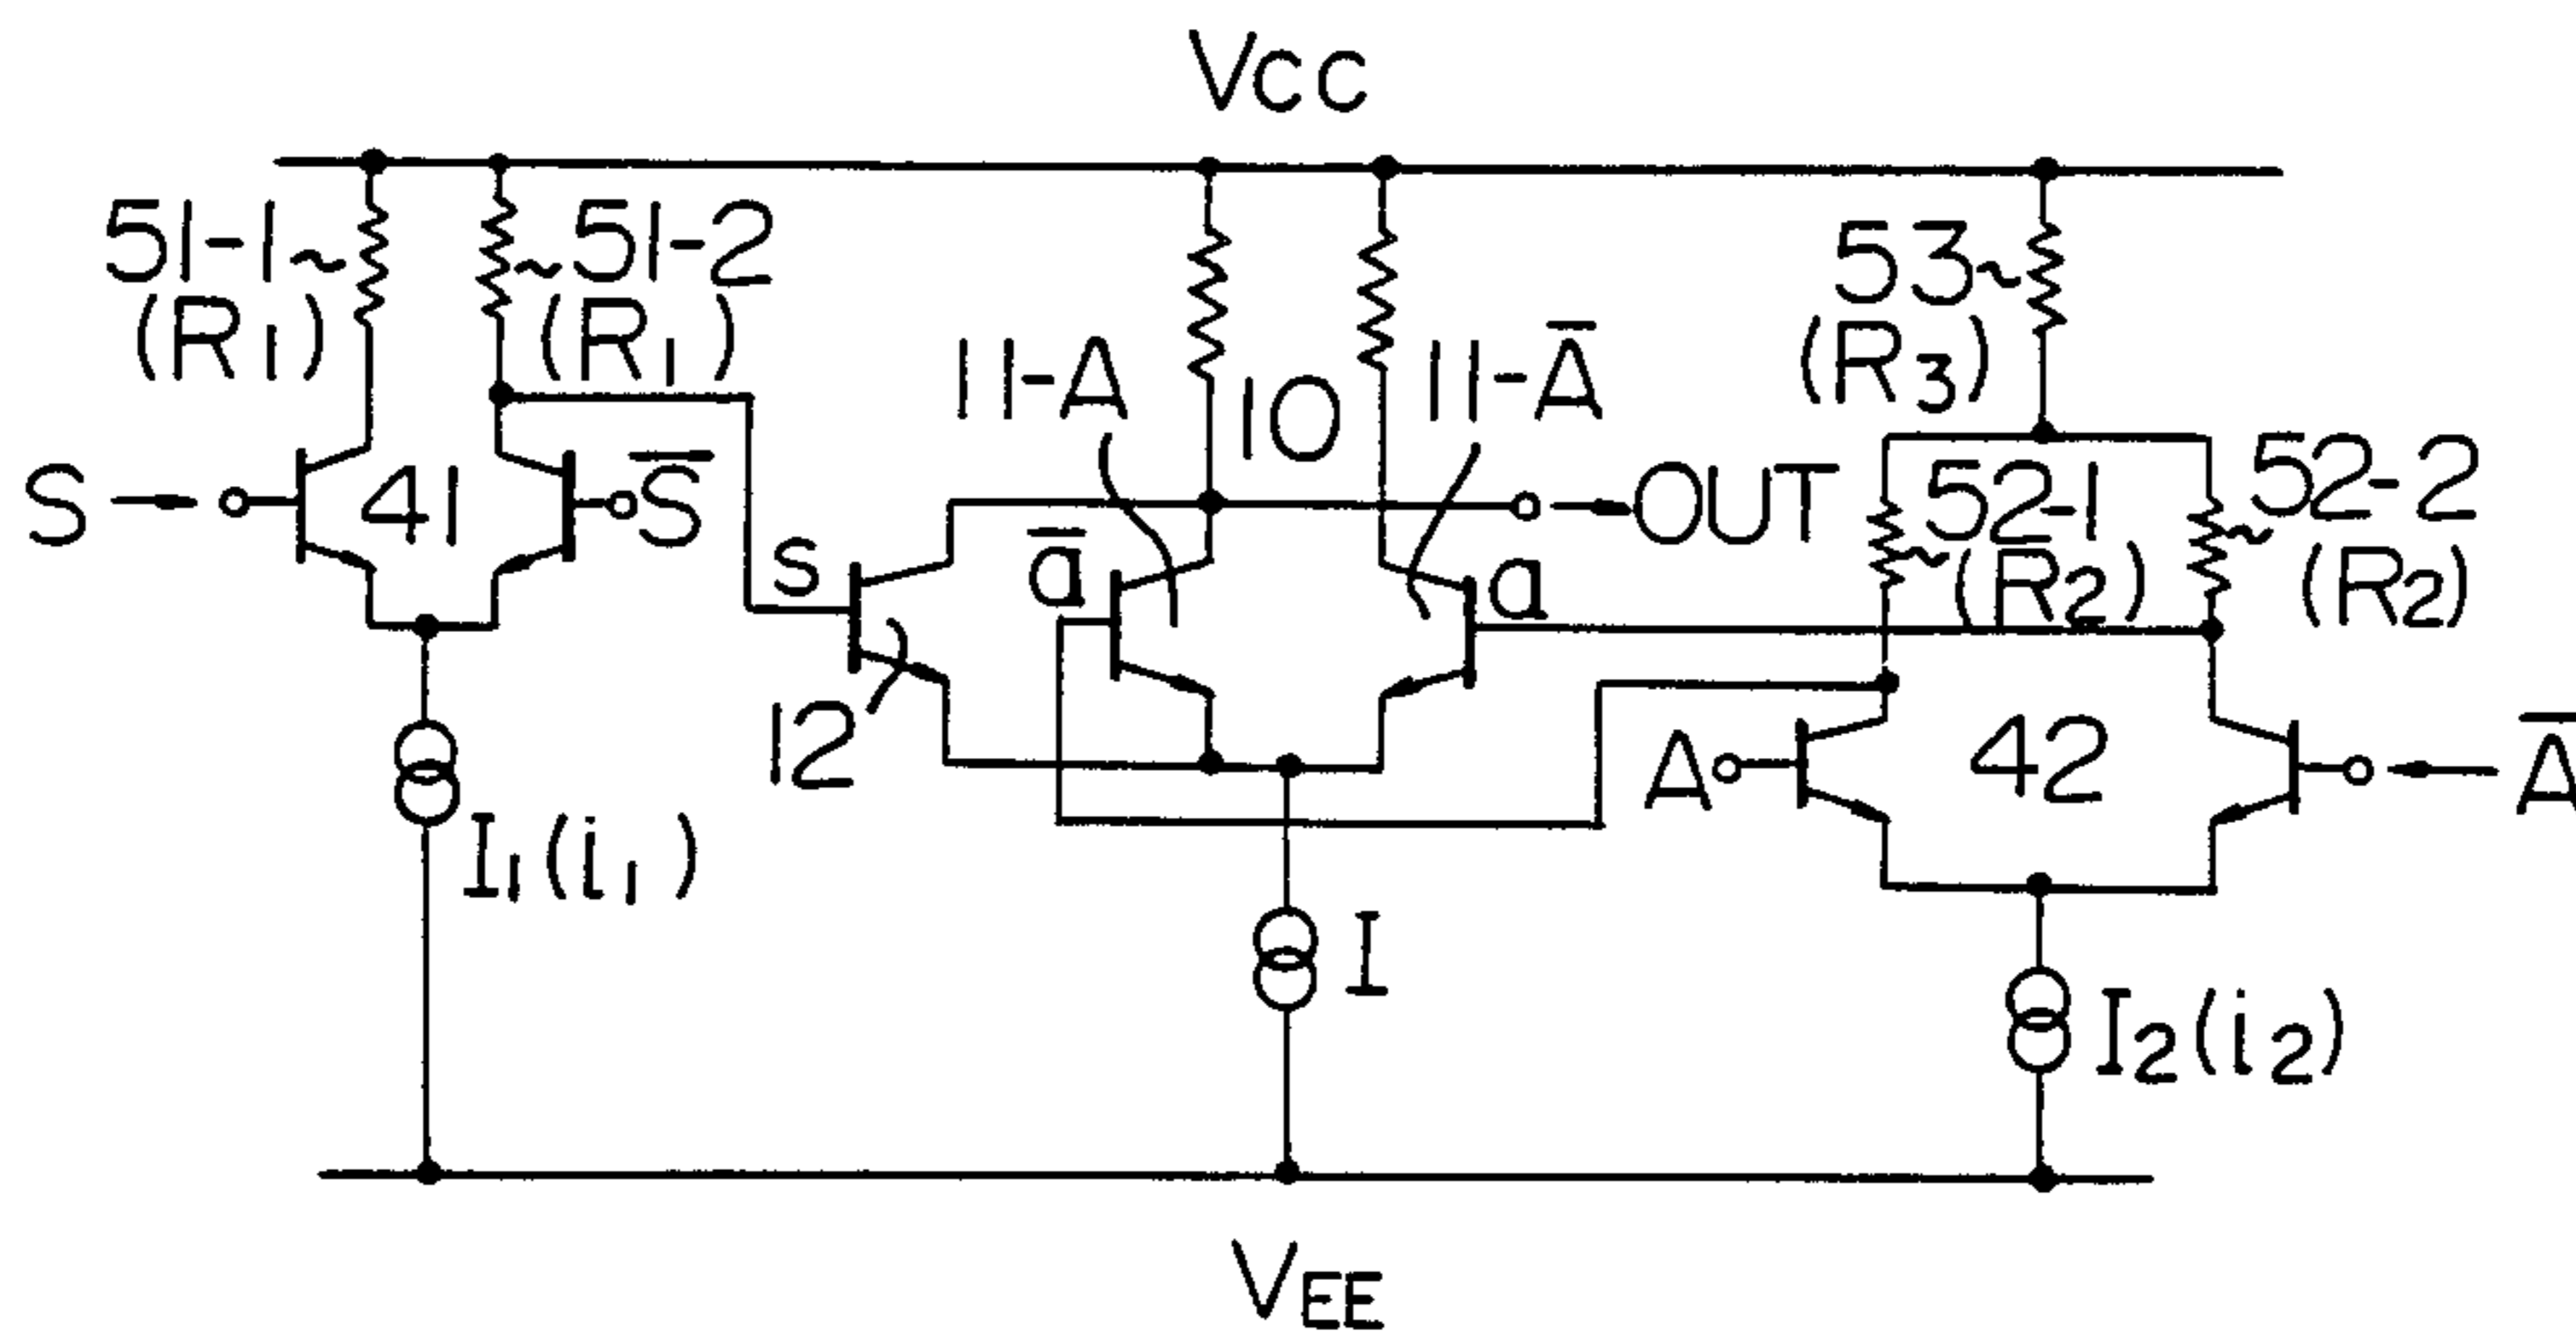 Vcc
51-1
(R1)
51-2
(R1)
11-A
10
11-A̅
53
(R3)
52-1
(R2)
52-2
(R2)
S
41
S̅
s
a̅
a
OUT
12
A
42
A̅
I1(i1)
I
I2(i2)
VEE